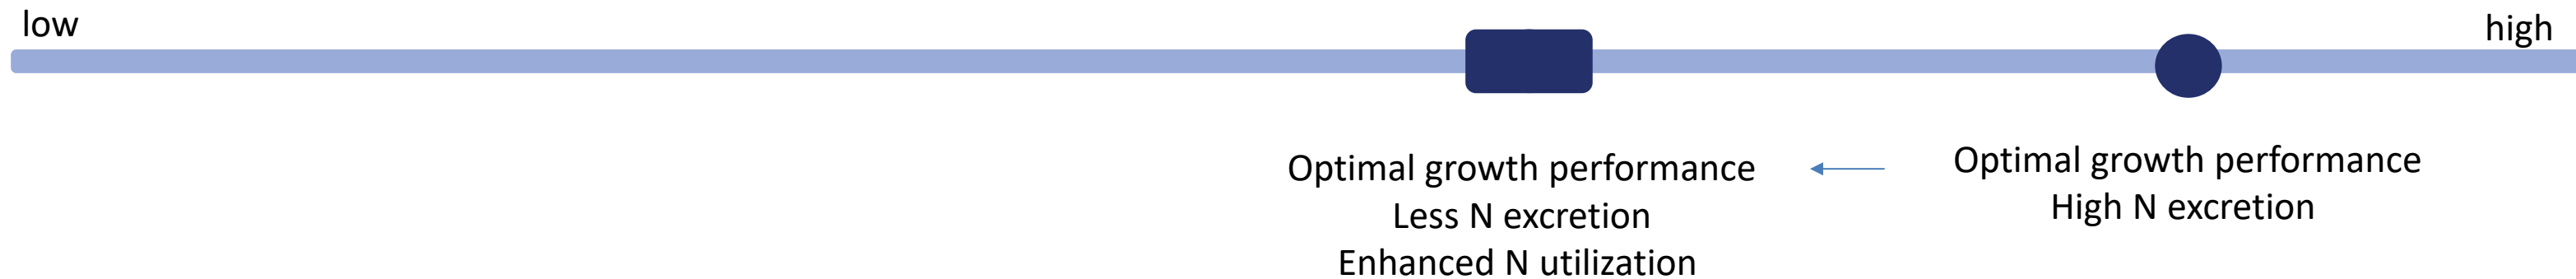 low
high
Optimal growth performance
Less N excretion
Enhanced N utilization
Optimal growth performance
High N excretion